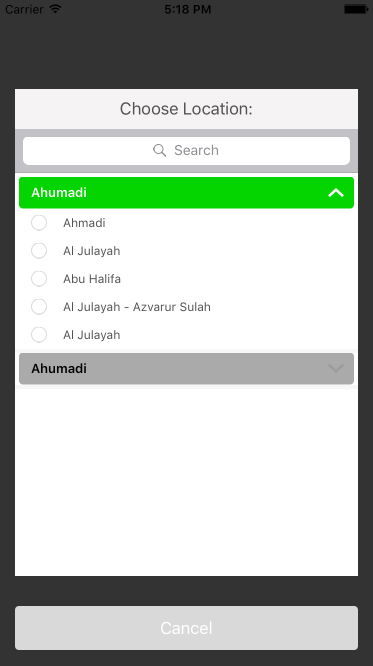 Carrier 5:18 PM
Choose Location:
Search
Ahumadi
Ahmadi
Al Julayah
Abu Halifa
Al Julayah - Azvarur Sulah
Al Julayah
Ahumadi
Cancel